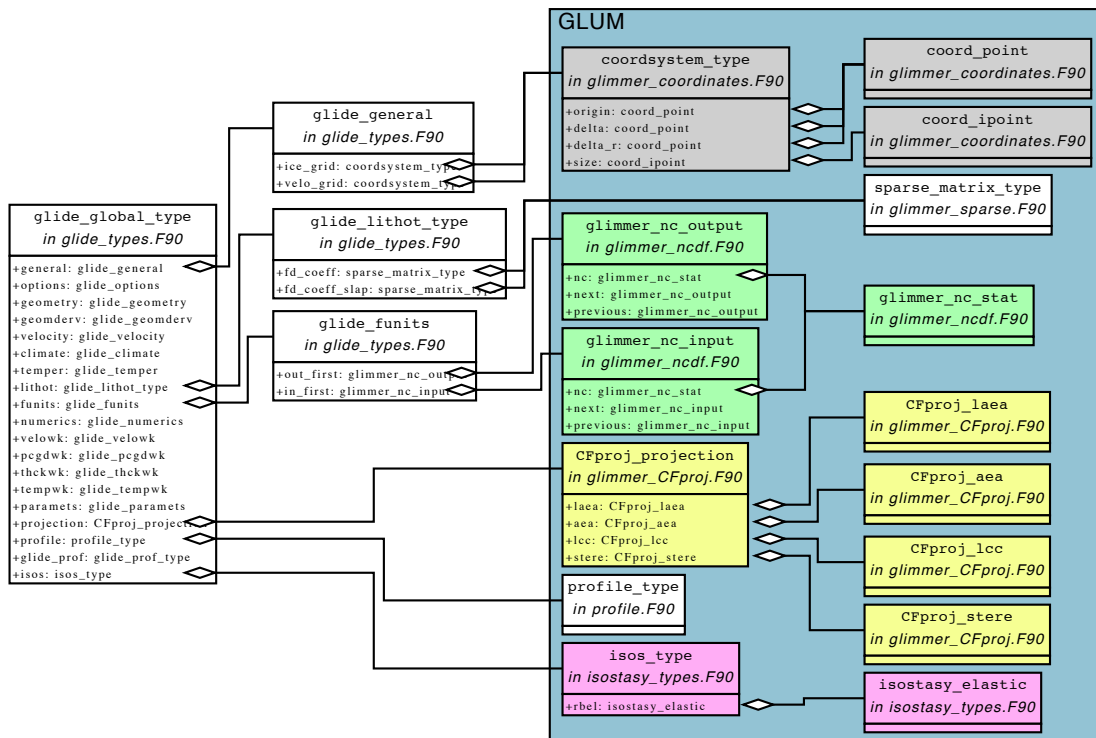 GLUM
coordsystem_type
in glimmer_coordinates.F90
+origin: coord_point
+delta: coord_point
+delta_r: coord_point
+size: coord_ipoint
coord_point
in glimmer_coordinates.F90
coord_ipoint
in glimmer_coordinates.F90
glide_general
in glide_types.F90
+ice_grid: coordsystem_type
+velo_grid: coordsystem_type
sparse_matrix_type
in glimmer_sparse.F90
glide_global_type
in glide_types.F90
+general: glide_general
+options: glide_options
+geometry: glide_geometry
+geomderv: glide_geomderv
+velocity: glide_velocity
+climate: glide_climate
+temper: glide_temper
+lithot: glide_lithot_type
+funits: glide_funits
+numerics: glide_numerics
+velowk: glide_velowk
+pcgdwk: glide_pcgdwk
+thckwk: glide_thckwk
+tempwk: glide_tempwk
+paramets: glide_paramets
+projection: CFproj_projection
+profile: profile_type
+glide_prof: glide_prof_type
+isos: isos_type
glide_lithot_type
in glide_types.F90
+fd_coeff: sparse_matrix_type
+fd_coeff_slap: sparse_matrix_type
glide_funits
in glide_types.F90
+out_first: glimmer_nc_output
+in_first: glimmer_nc_input
glimmer_nc_output
in glimmer_ncdf.F90
+nc: glimmer_nc_stat
+next: glimmer_nc_output
+previous: glimmer_nc_output
glimmer_nc_stat
in glimmer_ncdf.F90
glimmer_nc_input
in glimmer_ncdf.F90
+nc: glimmer_nc_stat
+next: glimmer_nc_input
+previous: glimmer_nc_input
CFproj_projection
in glimmer_CFproj.F90
+laea: CFproj_laea
+aea: CFproj_aea
+lcc: CFproj_lcc
+stere: CFproj_stere
CFproj_laea
in glimmer_CFproj.F90
CFproj_aea
in glimmer_CFproj.F90
CFproj_lcc
in glimmer_CFproj.F90
CFproj_stere
in glimmer_CFproj.F90
profile_type
in profile.F90
isos_type
in isostasy_types.F90
+rbel: isostasy_elastic
isostasy_elastic
in isostasy_types.F90